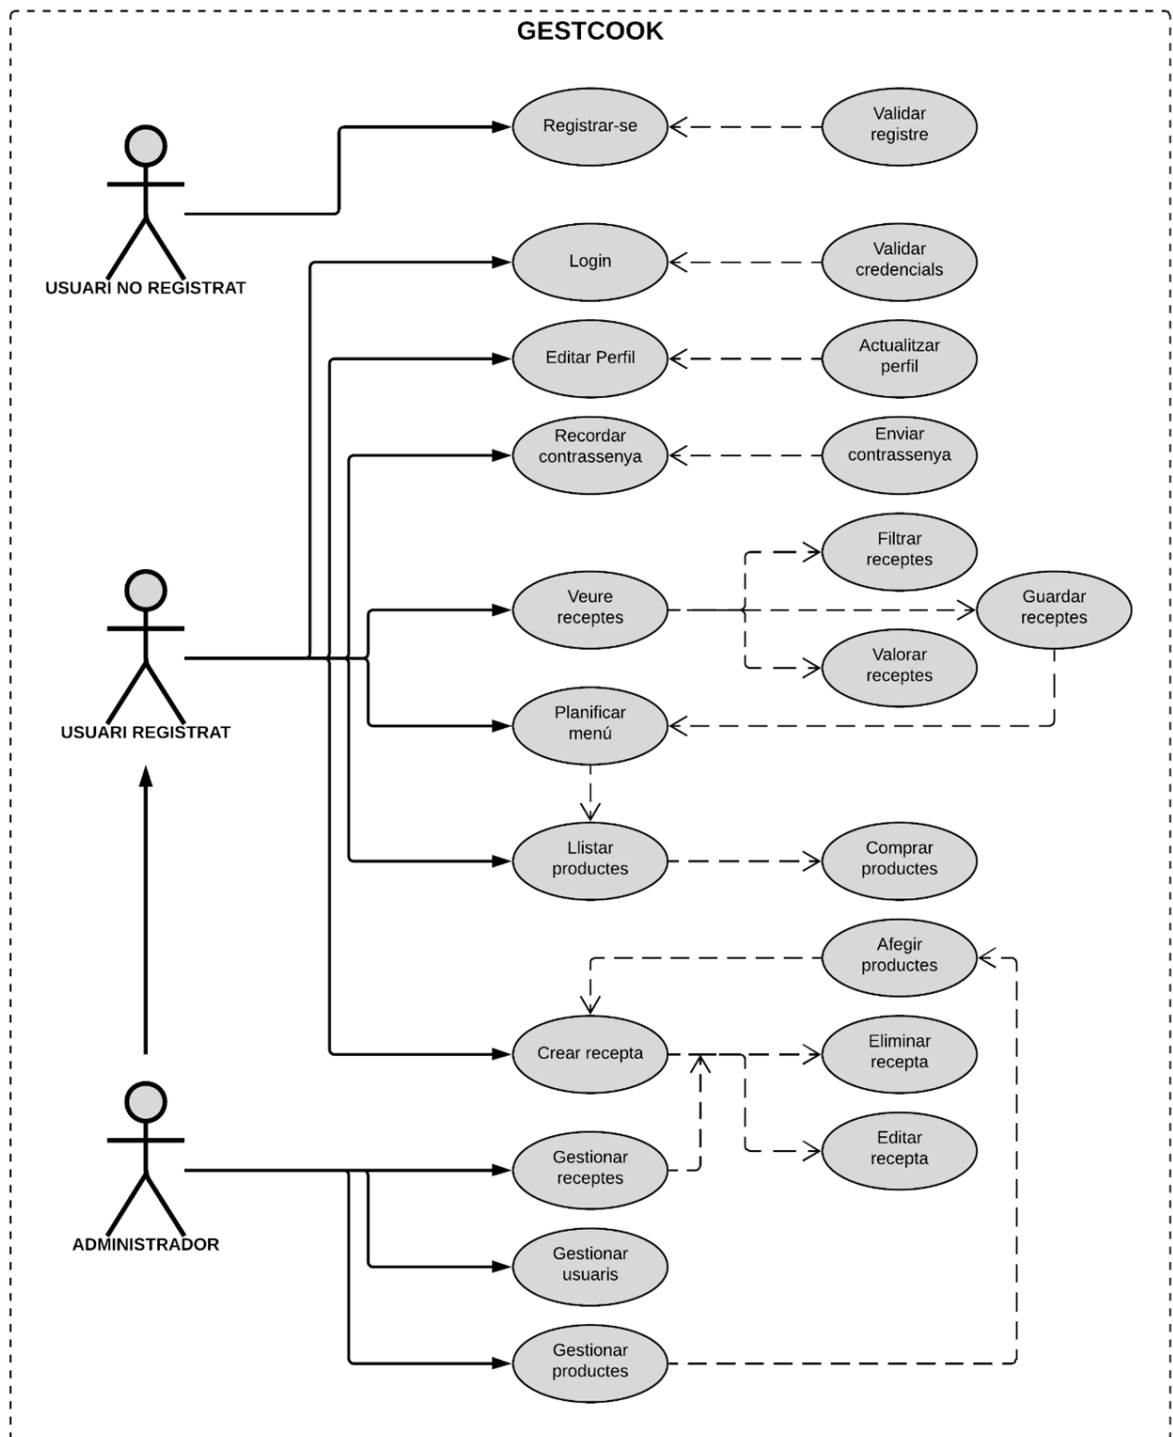 GESTCOOK
Registrar-se
Validar
registre
USUARI NO REGISTRAT
Login
Validar
credencials
Editar Perfil
Actualitzar
perfil
Recordar
contrassenya
Enviar
contrassenya
Filtrar
receptes
Veure
receptes
Guardar
receptes
Valorar
receptes
USUARI REGISTRAT
Planificar
menú
Llistar
productes
Comprar
productes
Afegir
productes
Crear recepta
Eliminar
recepta
Editar
recepta
ADMINISTRADOR
Gestionar
receptes
Gestionar
usuaris
Gestionar
productes